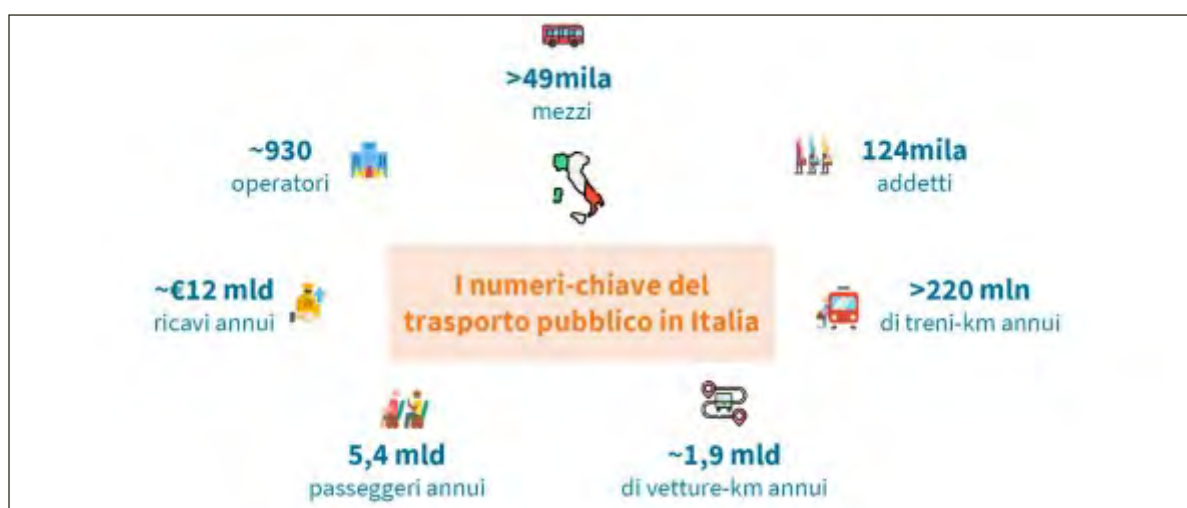 >49mila
mezzi
~930
operatori
124mila
addetti
I numeri-chiave del
trasporto pubblico in Italia
~€12 mld
ricavi annui
>220 mln
di treni-km annui
5,4 mld
passeggeri annui
~1,9 mld
di vetture-km annui